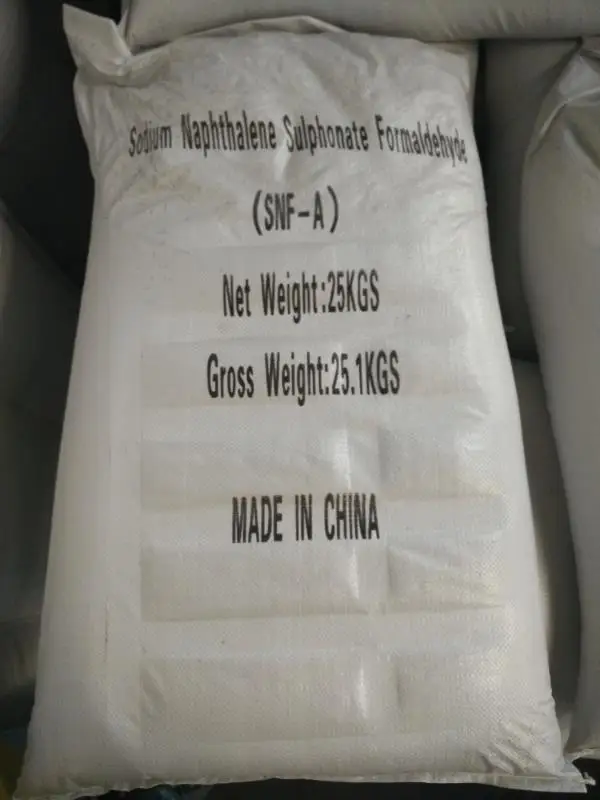 Sodium Naphthalene Sulphonate Formaldehyde
(SNF-A)
Net Weight:25KGS
Gross Weight:25.1KGS
MADE IN CHINA